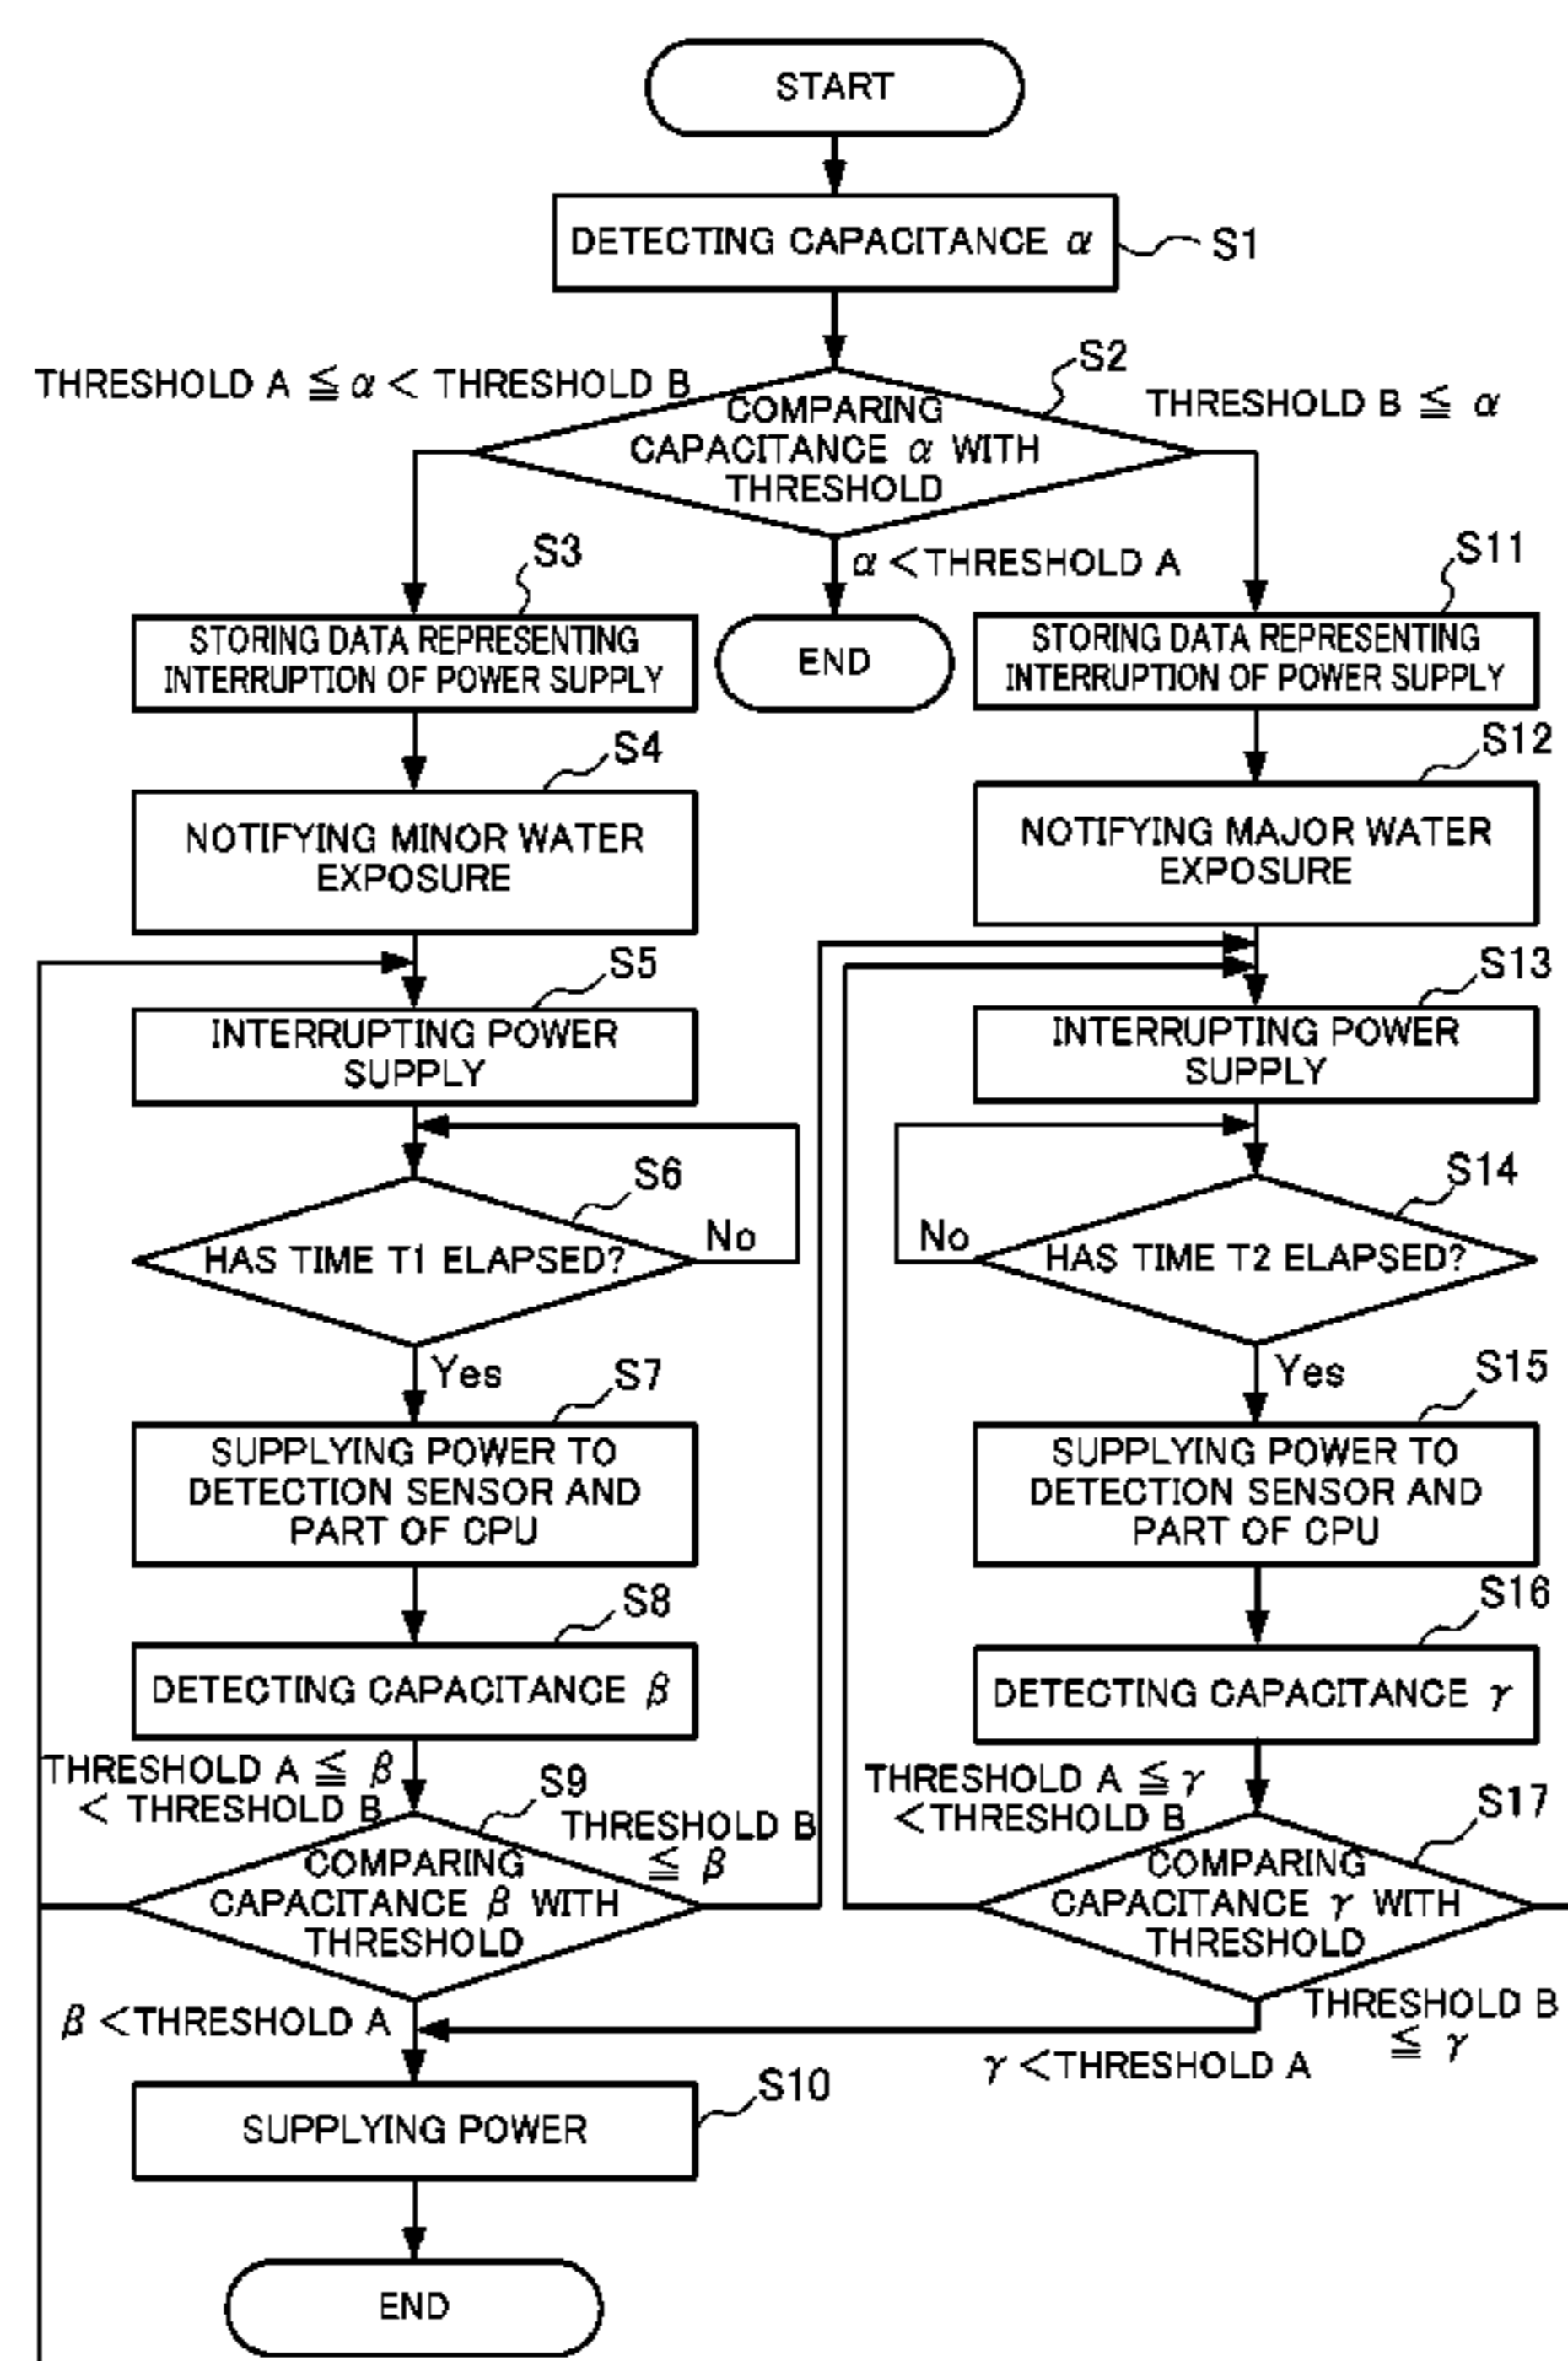 START
DETECTING CAPACITANCE α
S1
S2
THRESHOLD A ≦ α < THRESHOLD B
THRESHOLD B ≦ α
COMPARING
CAPACITANCE α WITH
THRESHOLD
α < THRESHOLD A
END
S3
STORING DATA REPRESENTING
INTERRUPTION OF POWER SUPPLY
S11
STORING DATA REPRESENTING
INTERRUPTION OF POWER SUPPLY
S4
NOTIFYING MINOR WATER
EXPOSURE
S12
NOTIFYING MAJOR WATER
EXPOSURE
S5
INTERRUPTING POWER
SUPPLY
S13
INTERRUPTING POWER
SUPPLY
S6
HAS TIME T1 ELAPSED?
No
Yes
S14
No
HAS TIME T2 ELAPSED?
Yes
S7
SUPPLYING POWER TO
DETECTION SENSOR AND
PART OF CPU
S15
SUPPLYING POWER TO
DETECTION SENSOR AND
PART OF CPU
S8
DETECTING CAPACITANCE β
S16
DETECTING CAPACITANCE γ
THRESHOLD A ≦ β
< THRESHOLD B
S9
THRESHOLD B
≦ β
COMPARING
CAPACITANCE β WITH
THRESHOLD
β < THRESHOLD A
THRESHOLD A ≦ γ
< THRESHOLD B
S17
COMPARING
CAPACITANCE γ WITH
THRESHOLD
THRESHOLD B
≦ γ
γ < THRESHOLD A
S10
SUPPLYING POWER
END